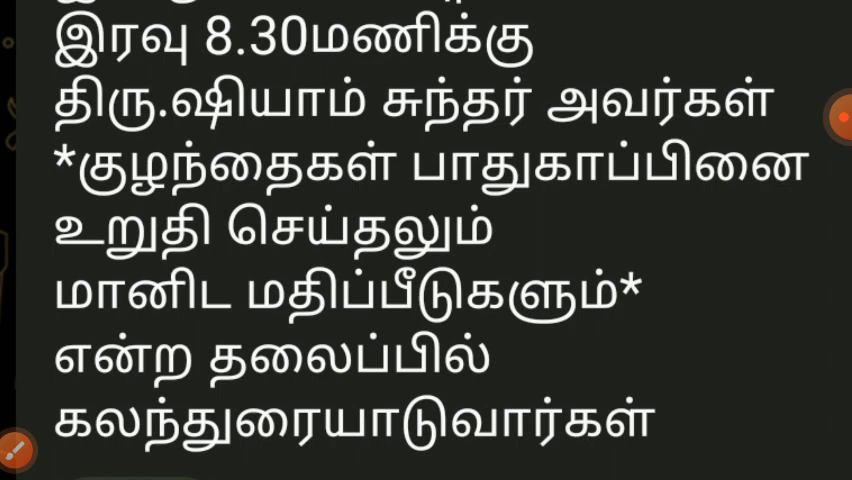 இரவு 8.30மணிக்கு
திரு.ஷியாம் சுந்தர் அவர்கள்
*குழந்தைகள் பாதுகாப்பினை
உறுதி செய்தலும்
மானிட மதிப்பீடுகளும்*
என்ற தலைப்பில்
கலந்துரையாடுவார்கள்